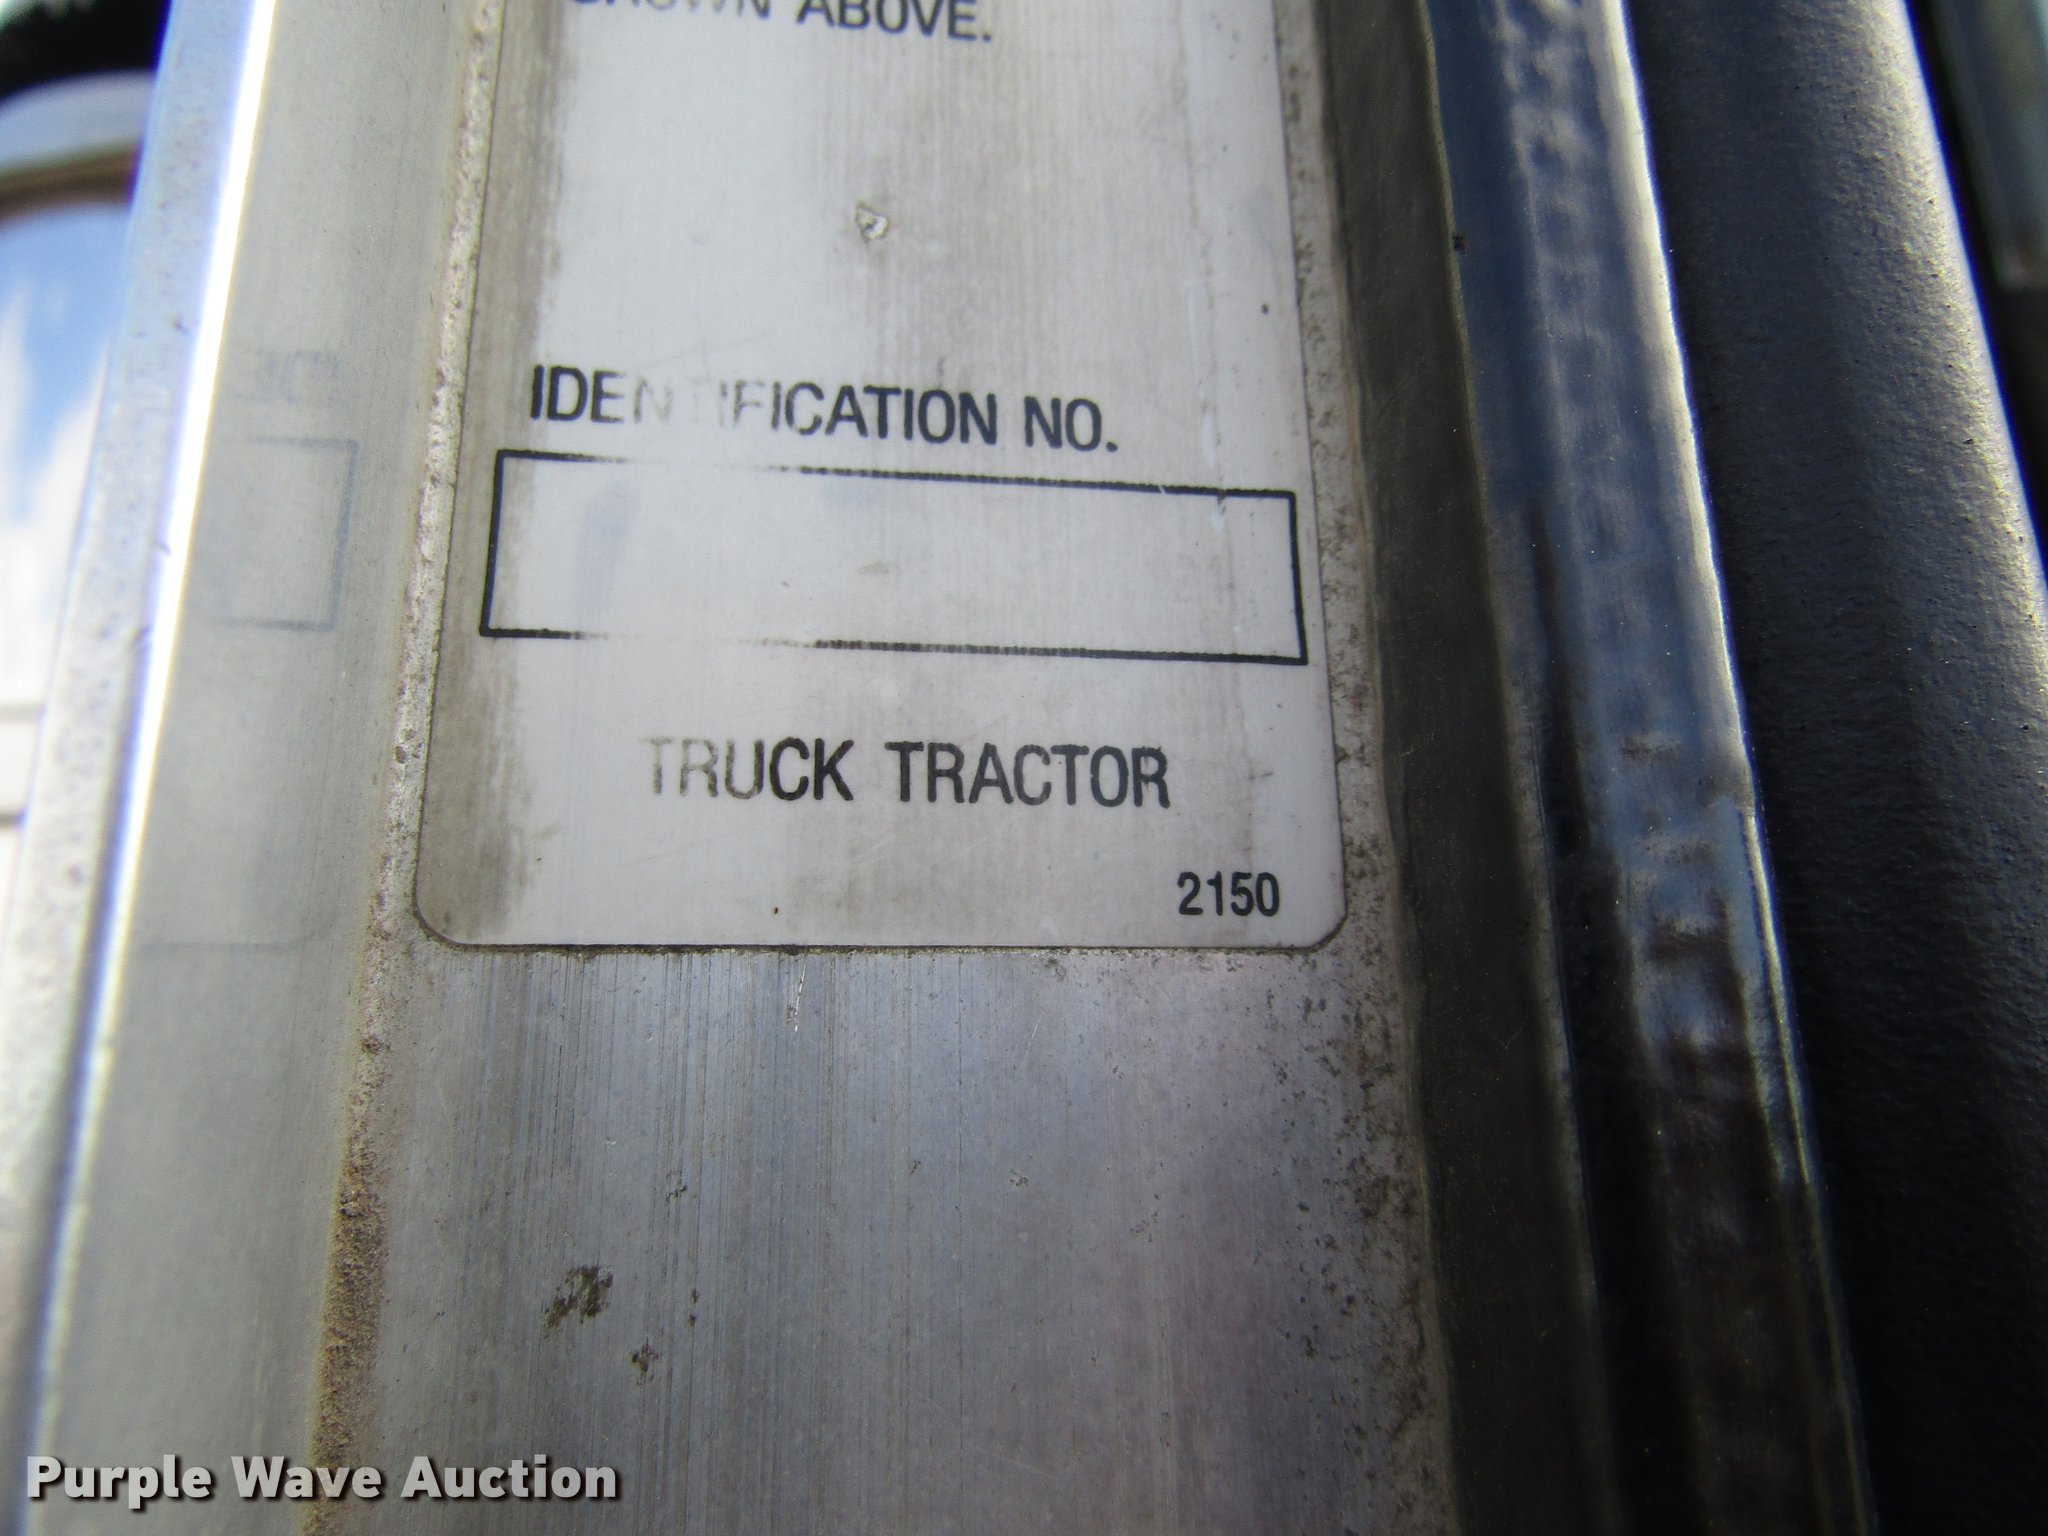 SHOWN ABOVE.
IDENTIFICATION NO.
TRUCK TRACTOR
2150
Purple Wave Auction